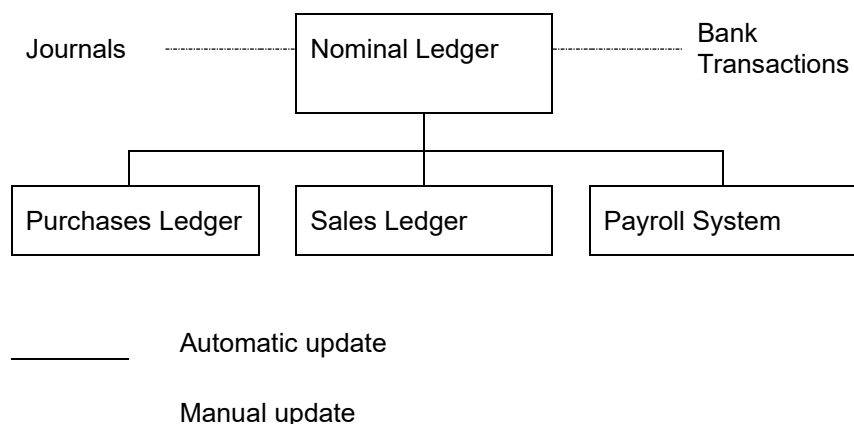 Journals
Nominal Ledger
Bank
Transactions
Purchases Ledger
Sales Ledger
Payroll System
Automatic update
Manual update